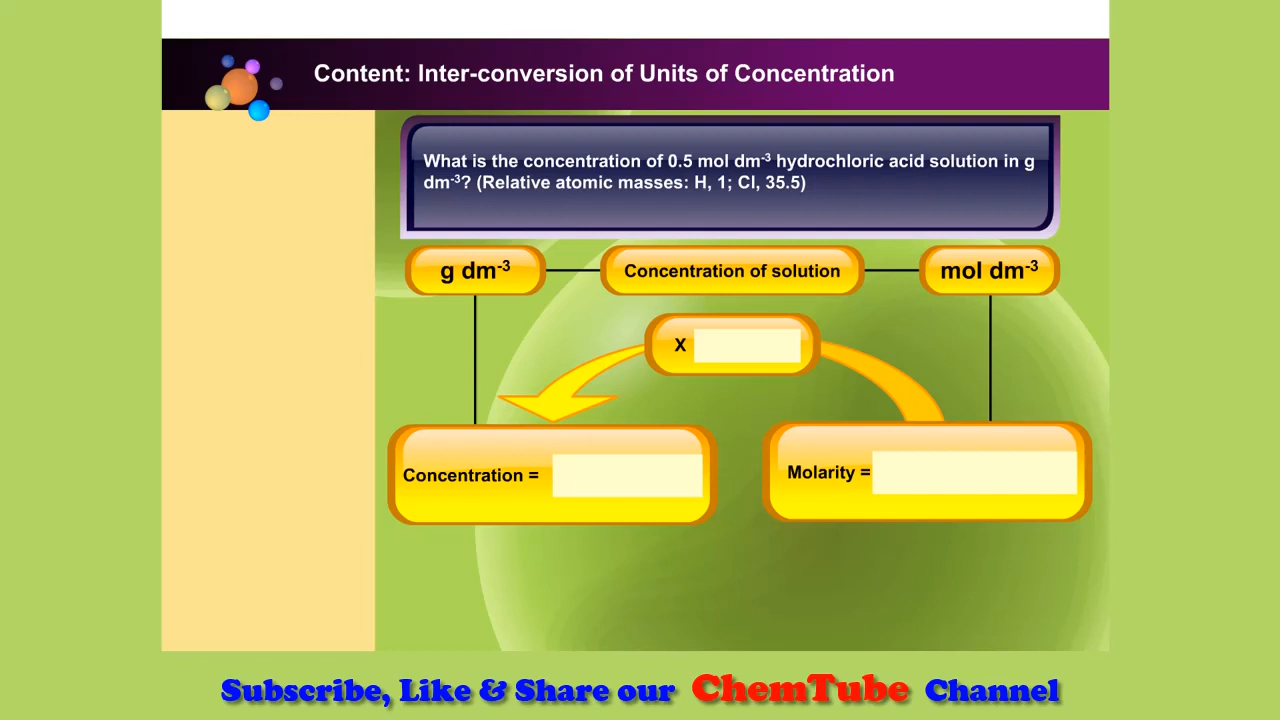 Content: Inter-conversion of Units of Concentration
What is the concentration of 0.5 mol dm⁻³ hydrochloric acid solution in g
dm⁻³? (Relative atomic masses: H, 1; Cl, 35.5)
g dm⁻³
Concentration of solution
mol dm⁻³
X
Concentration =
Molarity =
Subscribe, Like & Share our ChemTube Channel